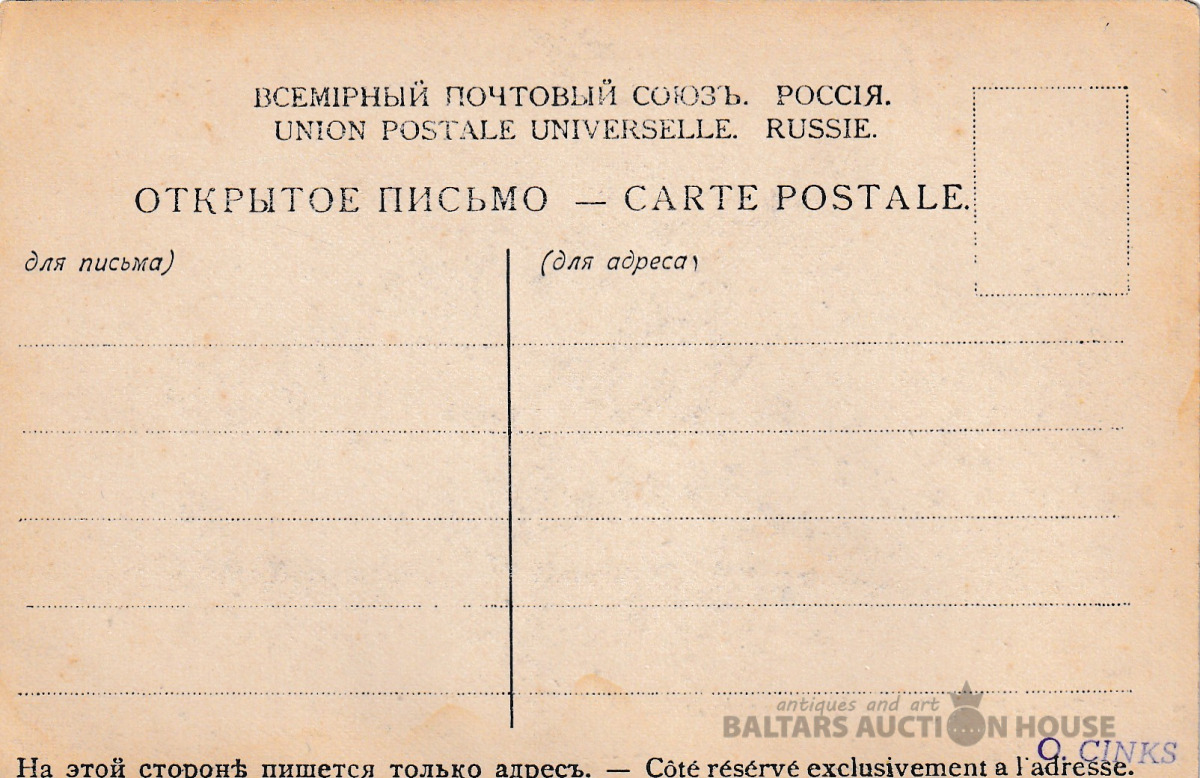 ВСЕМІРНЫЙ ПОЧТОВЫЙ СОЮЗЪ. РОССІЯ.
UNION POSTALE UNIVERSELLE. RUSSIE.
ОТКРЫТОЕ ПИСЬМО — CARTE POSTALE.
для письма)
(для адреса)
antiques and art
BALTARS AUCTION HOUSE
O. CINKS
На этой сторонѣ пишется только адресъ. — Côté résérvé exclusivement a l'adresse.